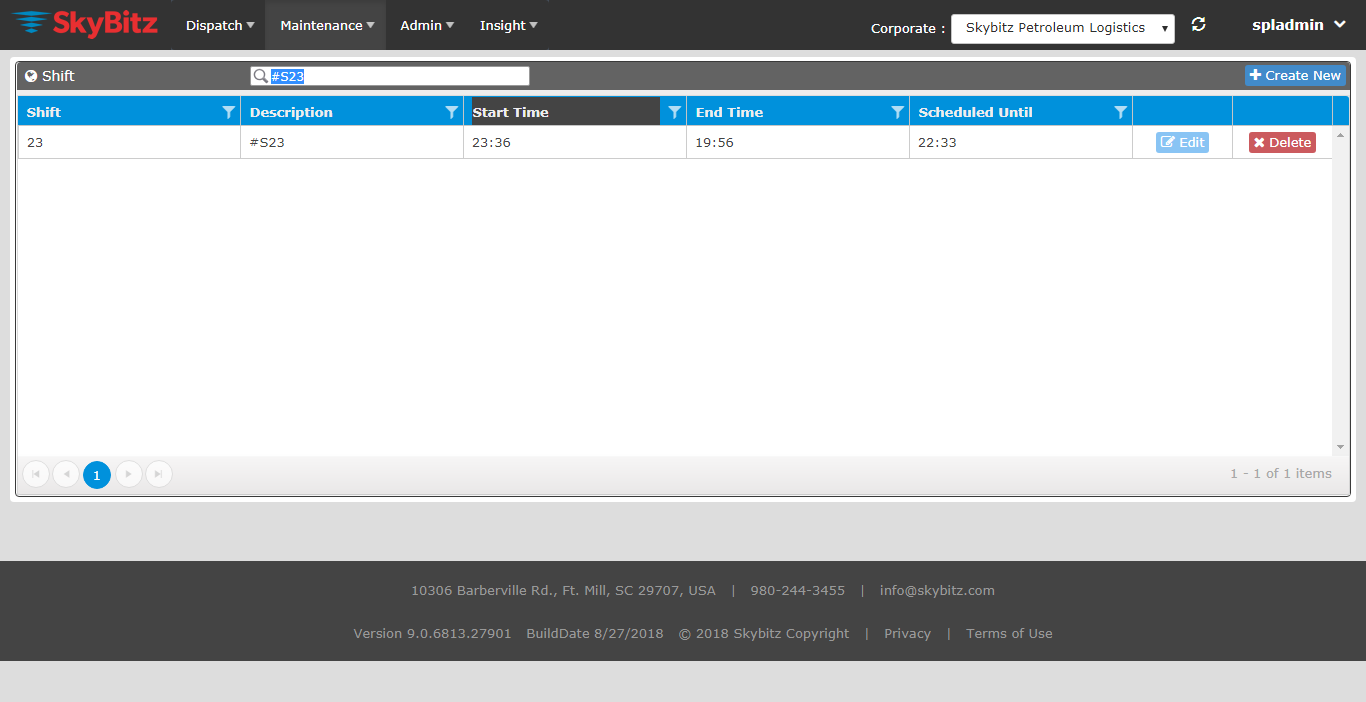 SkyBitz Dispatch Maintenance Admin Insight Corporate : Skybitz Petroleum Logistics spladmin
Shift #S23 Create New
Shift Description Start Time End Time Scheduled Until
23 #S23 23:36 19:56 22:33 Edit Delete
1 1 - 1 of 1 items
10306 Barberville Rd., Ft. Mill, SC 29707, USA | 980-244-3455 | info@skybitz.com
Version 9.0.6813.27901 BuildDate 8/27/2018 © 2018 Skybitz Copyright | Privacy | Terms of Use